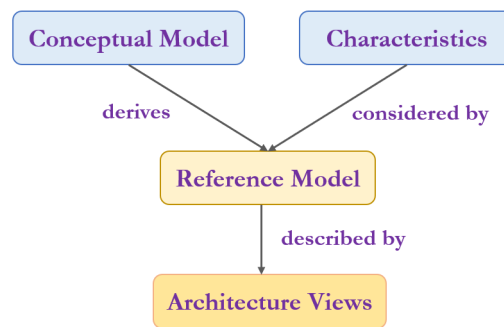 Conceptual Model
Characteristics
derives
considered by
Reference Model
described by
Architecture Views